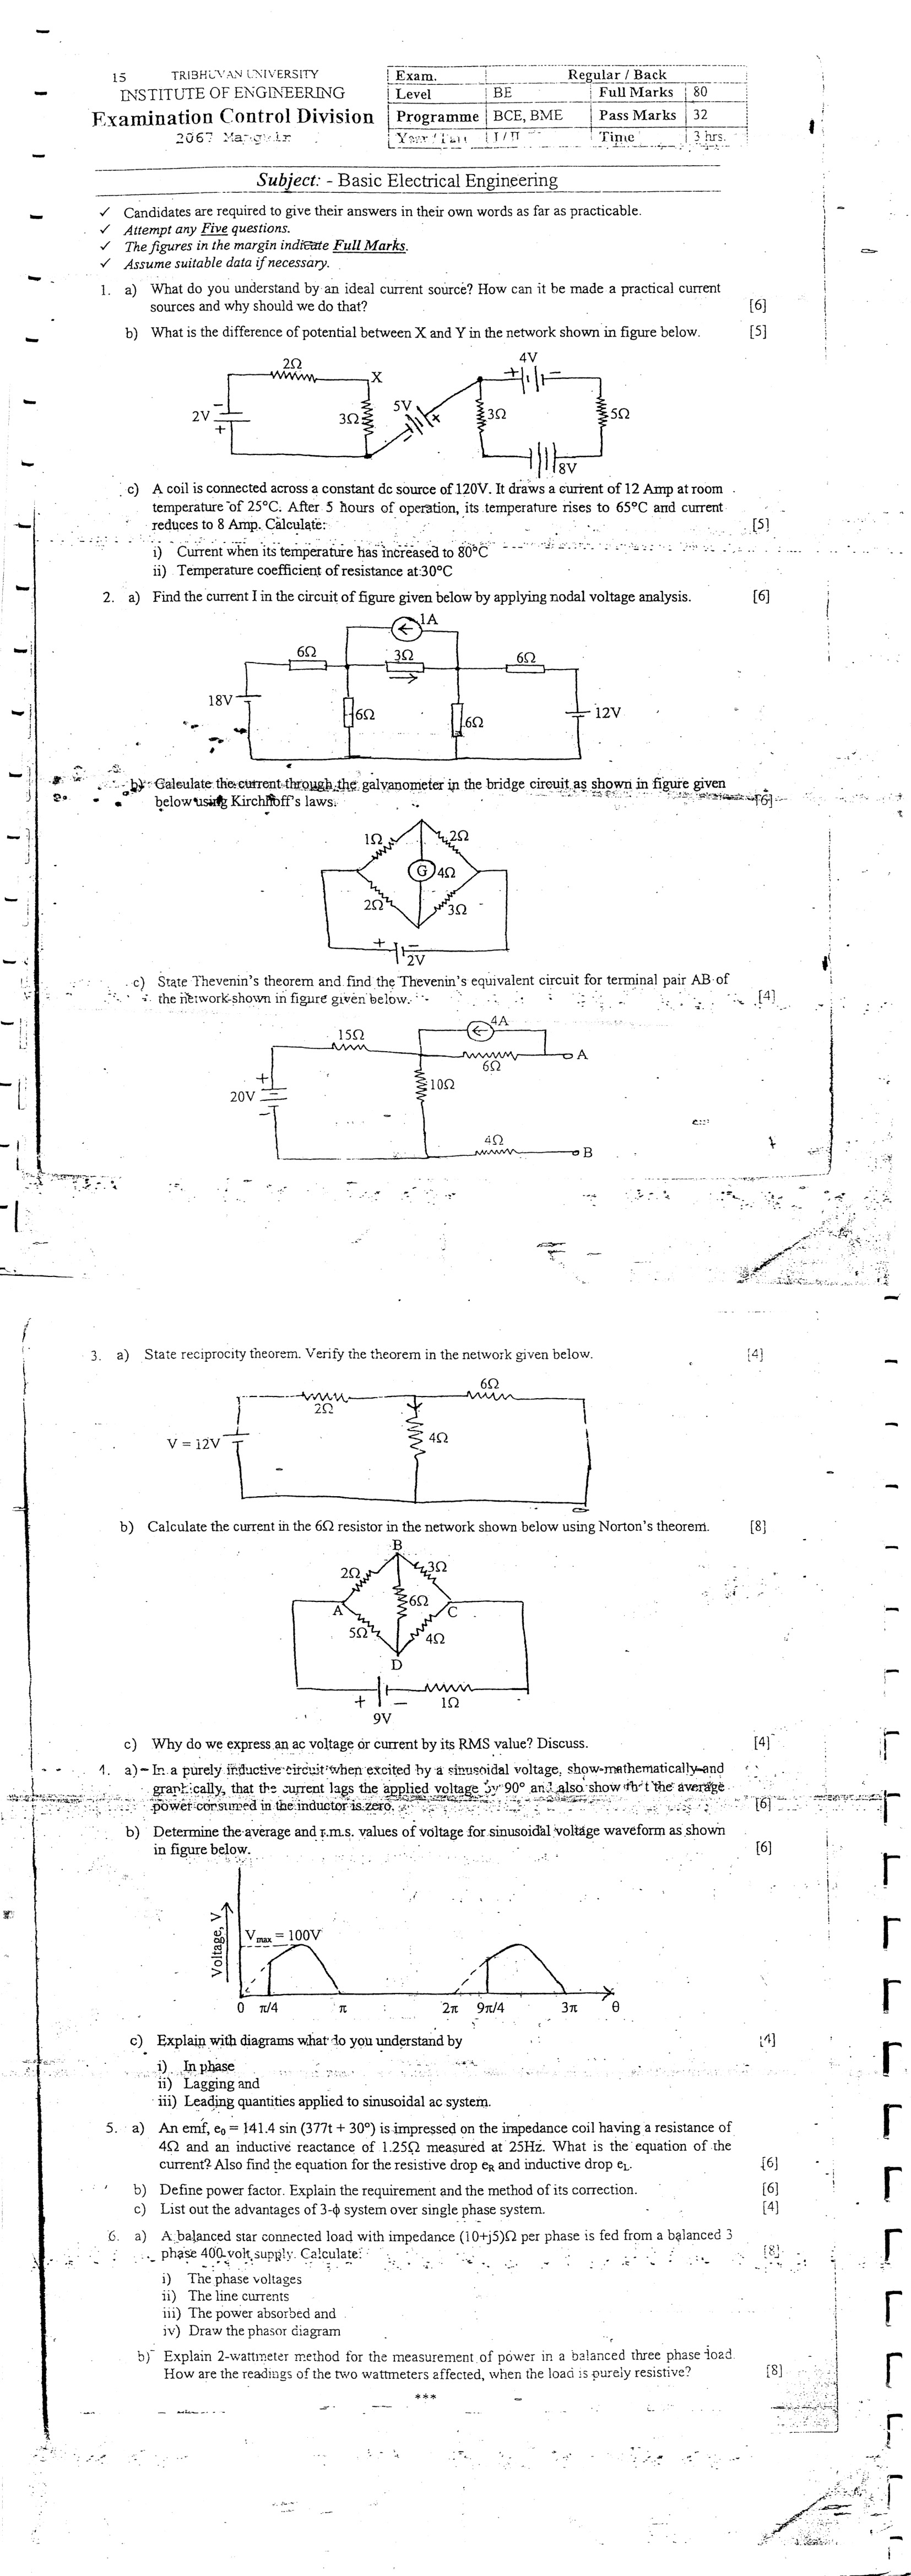 15 TRIBHUVAN UNIVERSITY
INSTITUTE OF ENGINEERING
Examination Control Division
2067 Mangsir
Exam. Regular / Back
Level BE Full Marks 80
Programme BCE, BME Pass Marks 32
Year / Part I / II Time 3 hrs.
Subject: - Basic Electrical Engineering
✓ Candidates are required to give their answers in their own words as far as practicable.
✓ Attempt any Five questions.
✓ The figures in the margin indicate Full Marks.
✓ Assume suitable data if necessary.
1. a) What do you understand by an ideal current source? How can it be made a practical current
sources and why should we do that? [6]
b) What is the difference of potential between X and Y in the network shown in figure below. [5]
4V
2Ω
X
+ −
5V
2V
3Ω
3Ω
5Ω
8V
c) A coil is connected across a constant dc source of 120V. It draws a current of 12 Amp at room
temperature of 25°C. After 5 hours of operation, its temperature rises to 65°C and current
reduces to 8 Amp. Calculate: [5]
i) Current when its temperature has increased to 80°C
ii) Temperature coefficient of resistance at 30°C
2. a) Find the current I in the circuit of figure given below by applying nodal voltage analysis. [6]
1A
6Ω 3Ω 6Ω
18V 6Ω 6Ω 12V
b) Calculate the current through the galvanometer in the bridge circuit as shown in figure given
below using Kirchhoff's laws. [6]
1Ω 2Ω
G 4Ω
2Ω 3Ω
+ −
2V
c) State Thevenin's theorem and find the Thevenin's equivalent circuit for terminal pair AB of
the network shown in figure given below. [4]
4A
15Ω
A
6Ω
+
20V 10Ω
−
4Ω
B
3. a) State reciprocity theorem. Verify the theorem in the network given below. [4]
6Ω
2Ω
V = 12V 4Ω
b) Calculate the current in the 6Ω resistor in the network shown below using Norton's theorem. [8]
B
2Ω 3Ω
6Ω
A C
5Ω 4Ω
D
+ − 1Ω
9V
c) Why do we express an ac voltage or current by its RMS value? Discuss. [4]
4. a) In a purely inductive circuit when excited by a sinusoidal voltage, show mathematically and
graphically, that the current lags the applied voltage by 90° and also show that the average
power consumed in the inductor is zero. [6]
b) Determine the average and r.m.s. values of voltage for sinusoidal voltage waveform as shown
in figure below. [6]
Voltage, V
Vmax = 100V
0 π/4 π 2π 9π/4 3π θ
c) Explain with diagrams what do you understand by [4]
i) In phase
ii) Lagging and
iii) Leading quantities applied to sinusoidal ac system.
5. a) An emf, e₀ = 141.4 sin (377t + 30°) is impressed on the impedance coil having a resistance of
4Ω and an inductive reactance of 1.25Ω measured at 25Hz. What is the equation of the
current? Also find the equation for the resistive drop eR and inductive drop eL. [6]
b) Define power factor. Explain the requirement and the method of its correction. [6]
c) List out the advantages of 3-ϕ system over single phase system. [4]
6. a) A balanced star connected load with impedance (10+j5)Ω per phase is fed from a balanced 3
phase 400 volt supply. Calculate: [8]
i) The phase voltages
ii) The line currents
iii) The power absorbed and
iv) Draw the phasor diagram
b) Explain 2-wattmeter method for the measurement of power in a balanced three phase load.
How are the readings of the two wattmeters affected, when the load is purely resistive? [8]
***